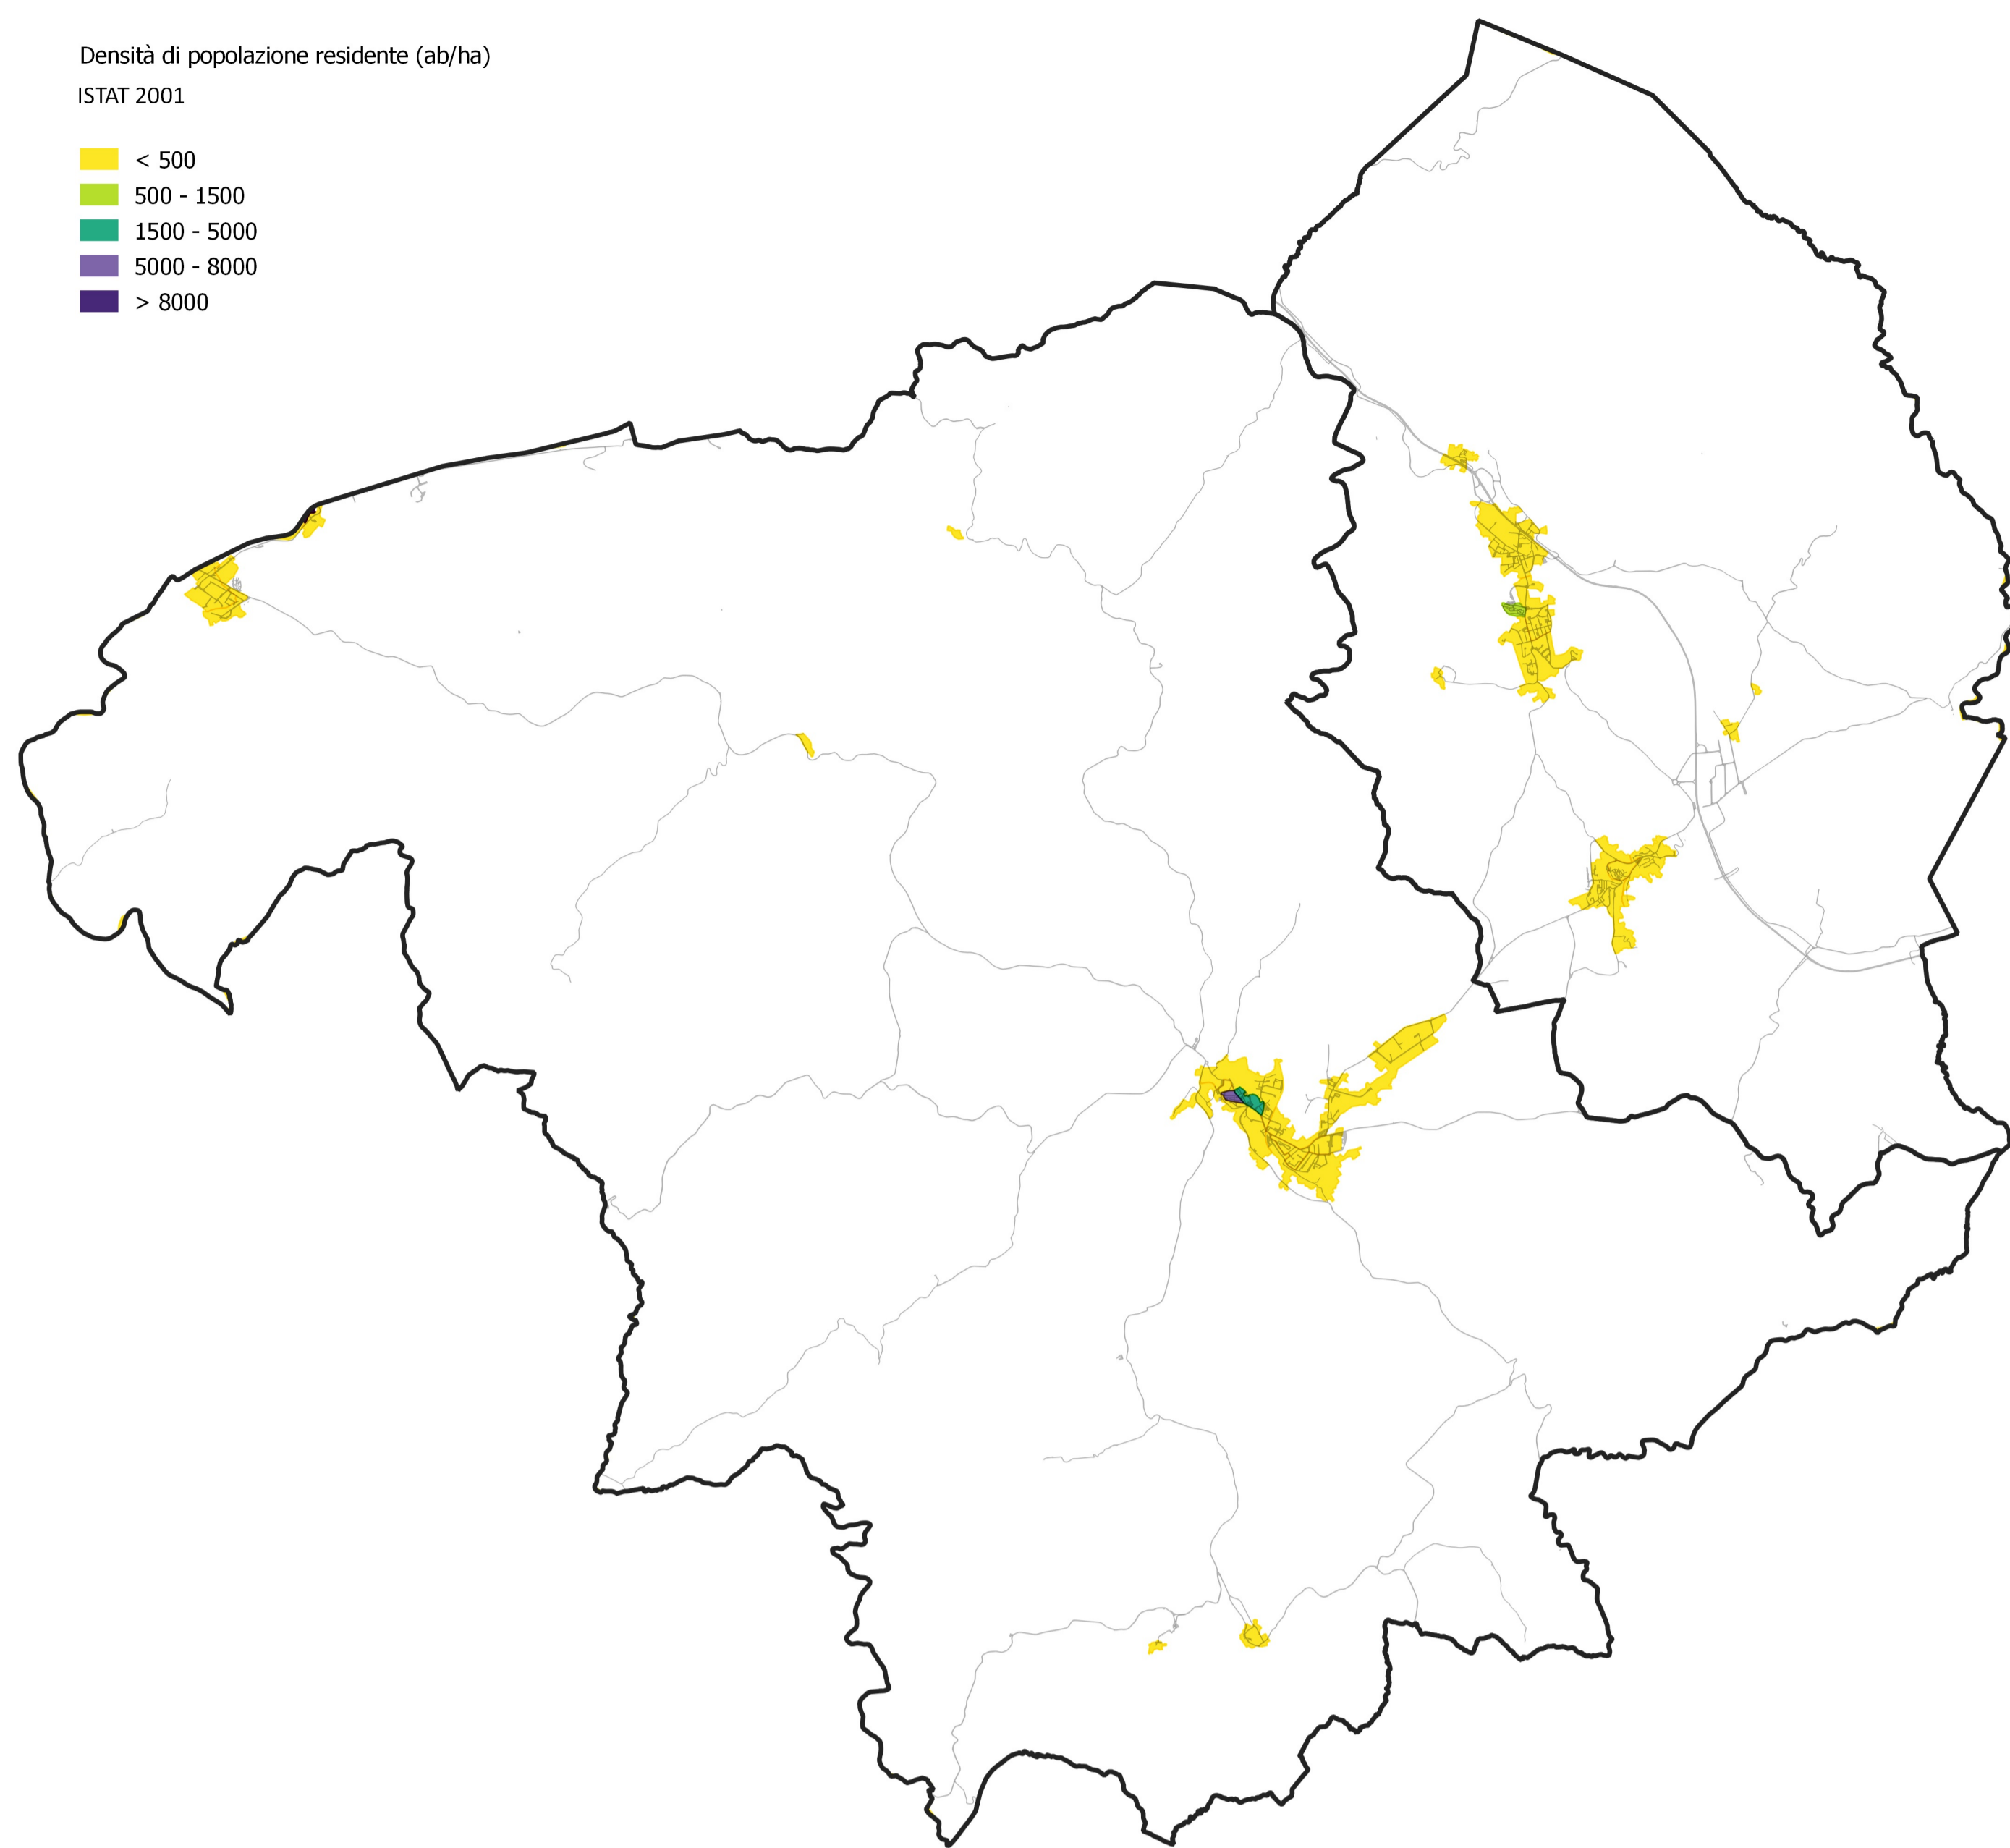 Densità di popolazione residente (ab/ha)
ISTAT 2001
< 500
500 - 1500
1500 - 5000
5000 - 8000
> 8000